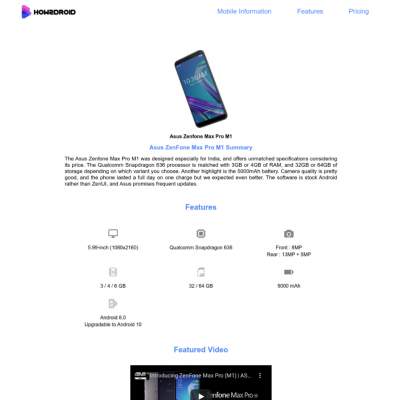 HOW2DROID
Mobile Information Features Pricing
Asus Zenfone Max Pro M1
Asus ZenFone Max Pro M1 Summary
The Asus Zenfone Max Pro M1 was designed especially for India, and offers unmatched specifications considering
its price. The Qualcomm Snapdragon 636 processor is matched with 3GB or 4GB of RAM, and 32GB or 64GB of
storage depending on which variant you choose. Another highlight is the 5000mAh battery. Camera quality is pretty
good, and the phone lasted a full day on one charge but we expected even better. The software is stock Android
rather than ZenUI, and Asus promises frequent updates.
Features
5.99-inch (1080x2160)
Qualcomm Snapdragon 636
Front : 8MP
Rear : 13MP + 5MP
3 / 4 / 6 GB
32 / 64 GB
5000 mAh
Android 8.0
Upgradable to Android 10
Featured Video
Introducing ZenFone Max Pro (M1) | AS...
enFone Max Pro